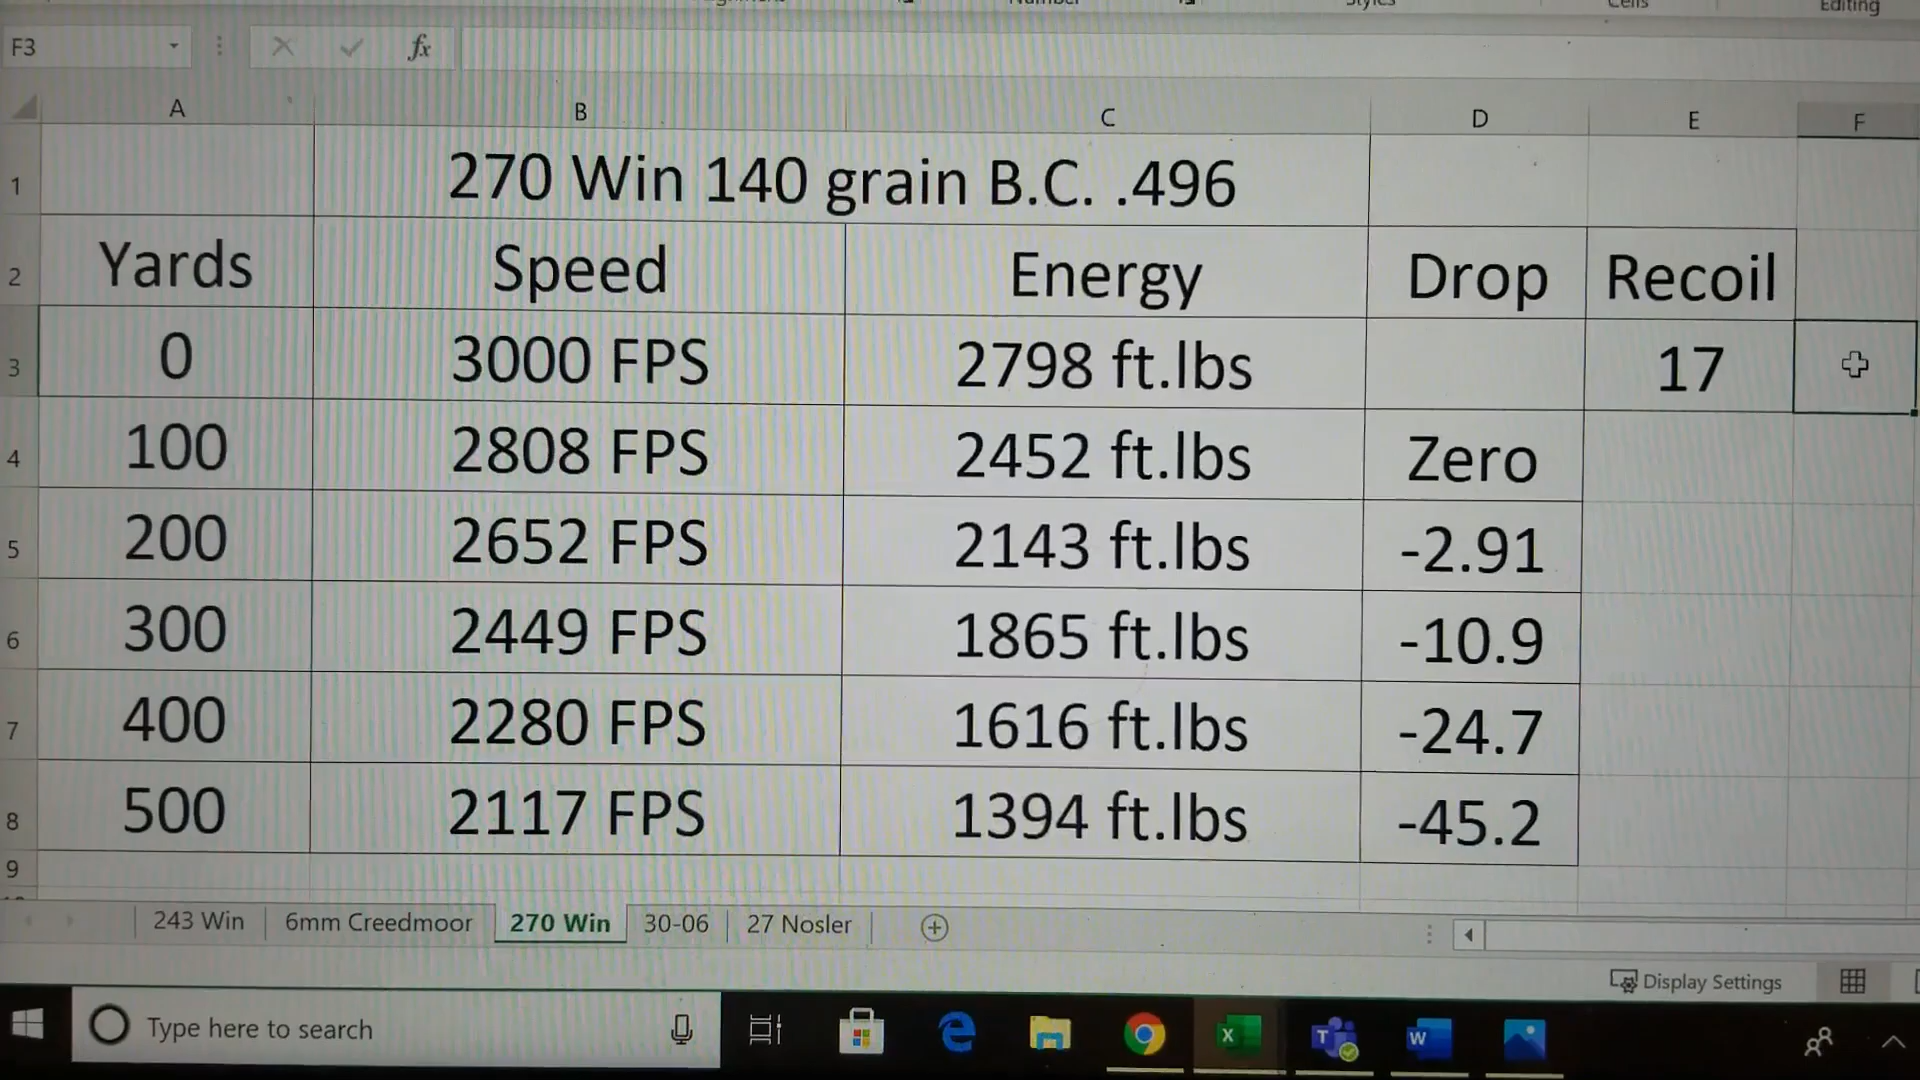 Number
Styles
Cells
Editing
F3
fx
A B C D E F
1 270 Win 140 grain B.C. .496
2 Yards Speed Energy Drop Recoil
3 0 3000 FPS 2798 ft.lbs 17
4 100 2808 FPS 2452 ft.lbs Zero
5 200 2652 FPS 2143 ft.lbs -2.91
6 300 2449 FPS 1865 ft.lbs -10.9
7 400 2280 FPS 1616 ft.lbs -24.7
8 500 2117 FPS 1394 ft.lbs -45.2
9
243 Win 6mm Creedmoor 270 Win 30-06 27 Nosler
Display Settings
Type here to search